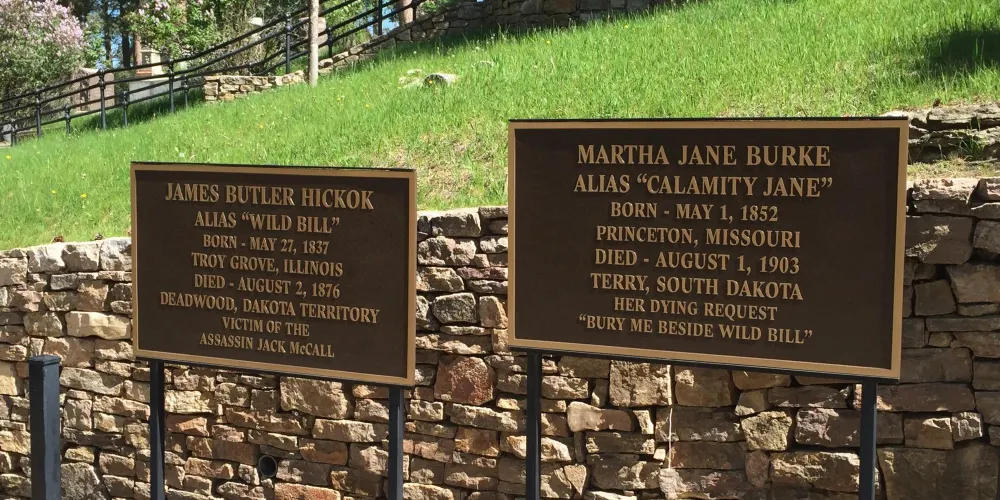 JAMES BUTLER HICKOK
ALIAS "WILD BILL"
BORN - MAY 27, 1837
TROY GROVE, ILLINOIS
DIED - AUGUST 2, 1876
DEADWOOD, DAKOTA TERRITORY
VICTIM OF THE
ASSASSIN JACK McCALL
MARTHA JANE BURKE
ALIAS "CALAMITY JANE"
BORN - MAY 1, 1852
PRINCETON, MISSOURI
DIED - AUGUST 1, 1903
TERRY, SOUTH DAKOTA
HER DYING REQUEST
"BURY ME BESIDE WILD BILL"